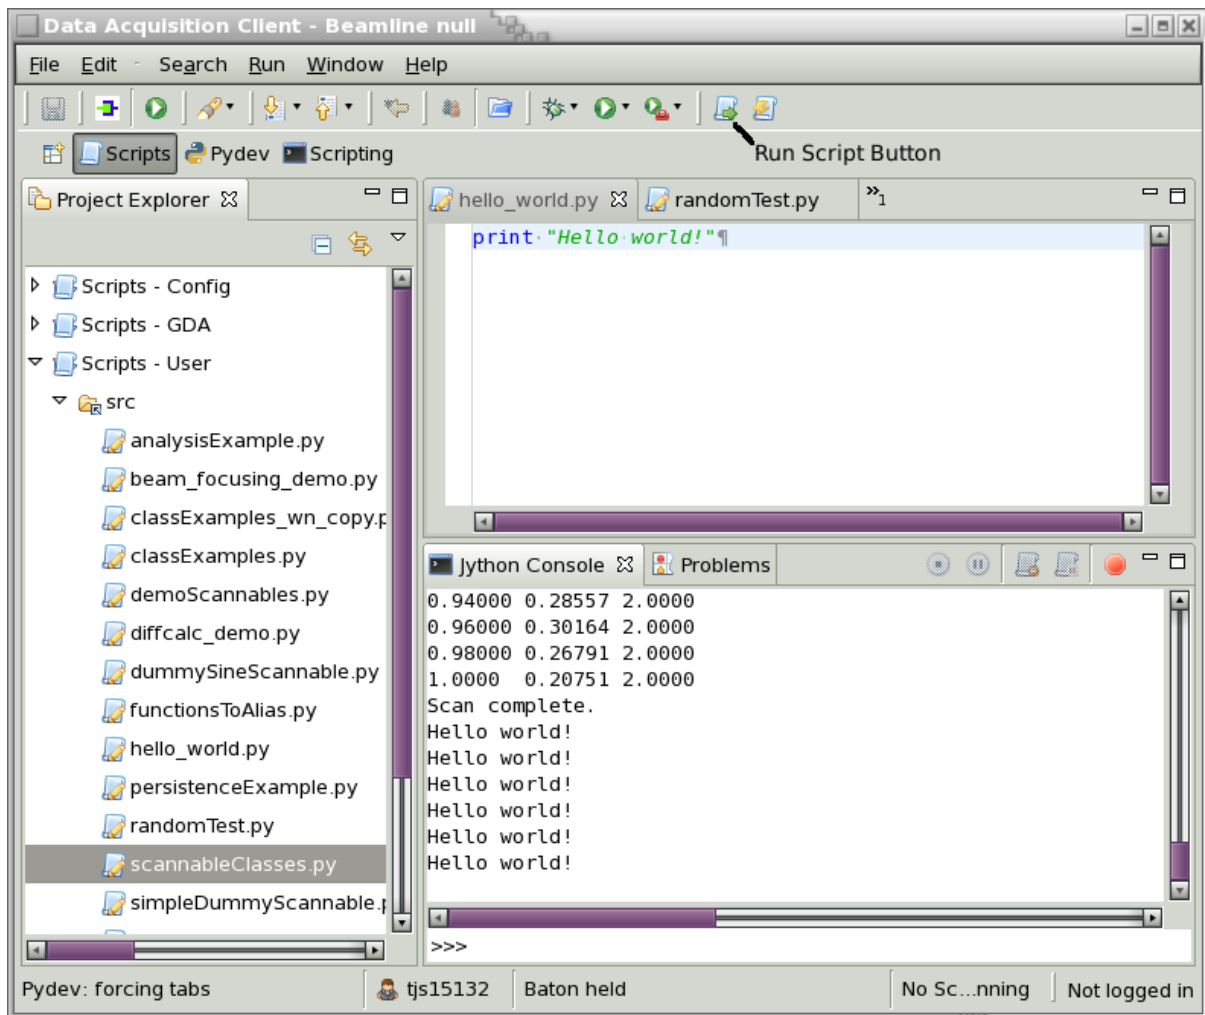 Data Acquisition Client - Beamline null
File Edit Search Run Window Help
Scripts Pydev Scripting
Run Script Button
Project Explorer
hello_world.py randomTest.py »1
print "Hello world!"¶
Scripts - Config
Scripts - GDA
Scripts - User
src
analysisExample.py
beam_focusing_demo.py
classExamples_wn_copy.p
classExamples.py
demoScannables.py
diffcalc_demo.py
dummySineScannable.py
functionsToAlias.py
hello_world.py
persistenceExample.py
randomTest.py
scannableClasses.py
simpleDummyScannable.p
Jython Console Problems
0.94000 0.28557 2.0000
0.96000 0.30164 2.0000
0.98000 0.26791 2.0000
1.0000 0.20751 2.0000
Scan complete.
Hello world!
Hello world!
Hello world!
Hello world!
Hello world!
Hello world!
>>>
Pydev: forcing tabs tjs15132 Baton held No Sc...nning Not logged in